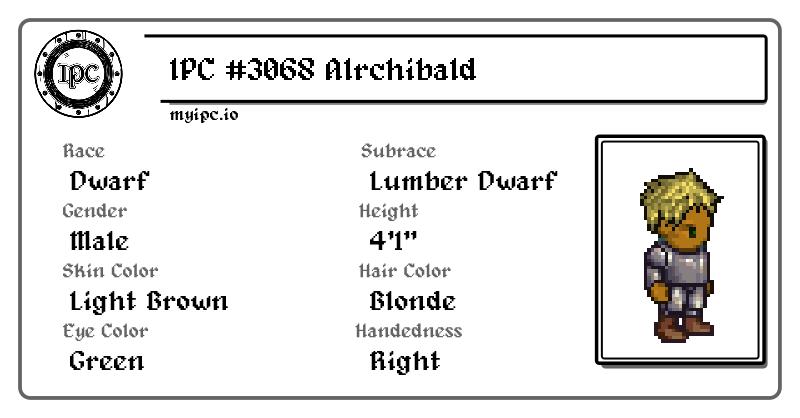 IPC
IPC #3068 Alrchibald
myipc.io
Race
Dwarf
Subrace
Lumber Dwarf
Gender
Male
Height
4'1"
Skin Color
Light Brown
Hair Color
Blonde
Eye Color
Green
Handedness
Right